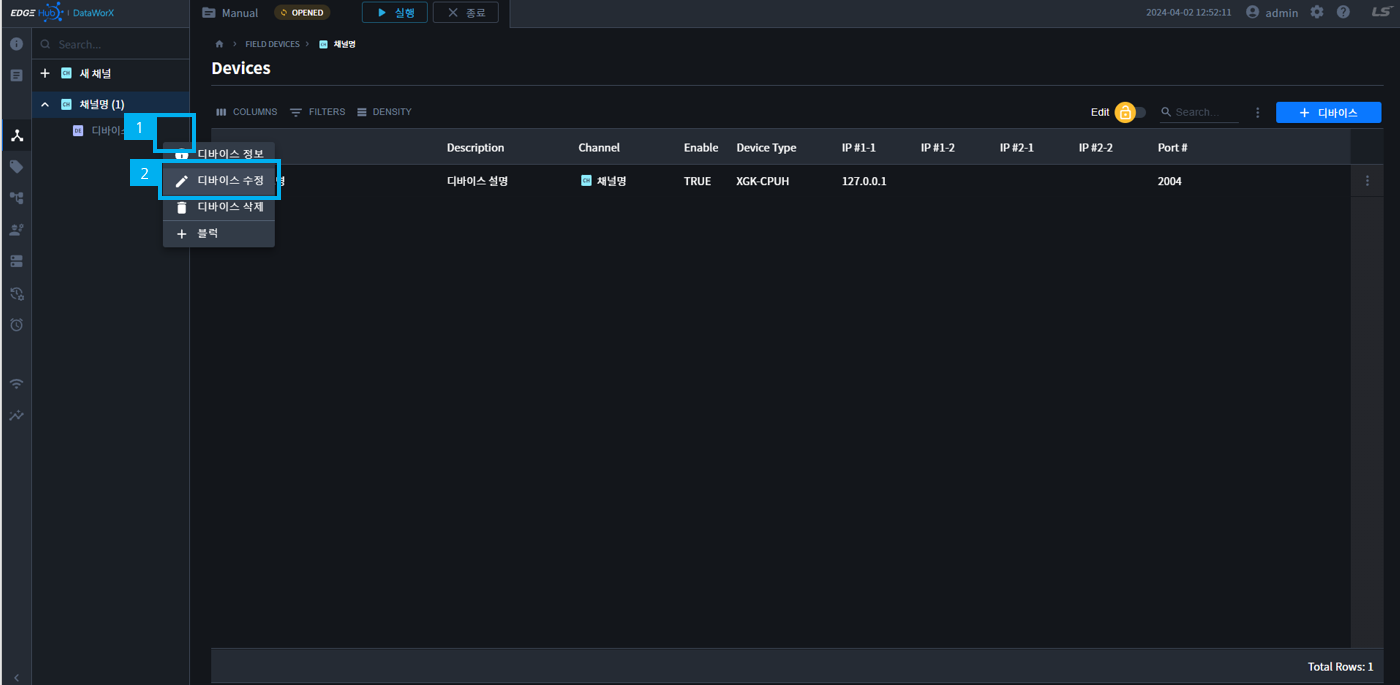 EDGE Hub | DataWorX
Manual
OPENED
실행
종료
2024-04-02 12:52:11
admin
LS
Search...
FIELD DEVICES
CH 채널명
Devices
CH 새 채널
CH 채널명 (1)
COLUMNS
FILTERS
DENSITY
Edit
Search...
디바이스
DE
1
디바이스 정보
2
디바이스 수정
디바이스 삭제
블럭
Description Channel Enable Device Type IP #1-1 IP #1-2 IP #2-1 IP #2-2 Port #
명 디바이스 설명 CH 채널명 TRUE XGK-CPUH 127.0.0.1 2004
Total Rows: 1